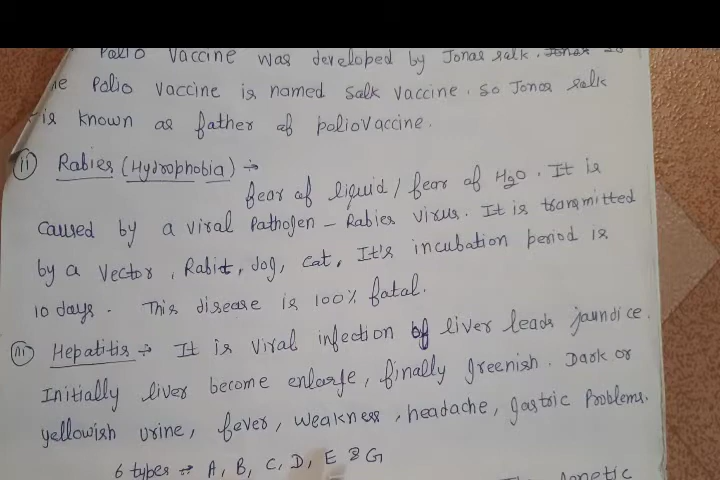 Polio Vaccine was developed by Jonas salk.
Polio vaccine is named salk vaccine. So Jonas salk
is known as father of poliovaccine.
(ii) Rabies (Hydrophobia) →
fear of liquid / fear of H2O. It is
caused by a viral Pathogen - Rabies virus. It is transmitted
by a Vector, Rabit, dog, cat, It's incubation period is
10 days. This disease is 100% fatal.
(iii) Hepatitis → It is viral infection of liver leads jaundice.
Initially liver become enlarge, finally greenish. Dark or
yellowish urine, fever, weakness, headache, gastric Problems.
6 types → A, B, C, D, E & G